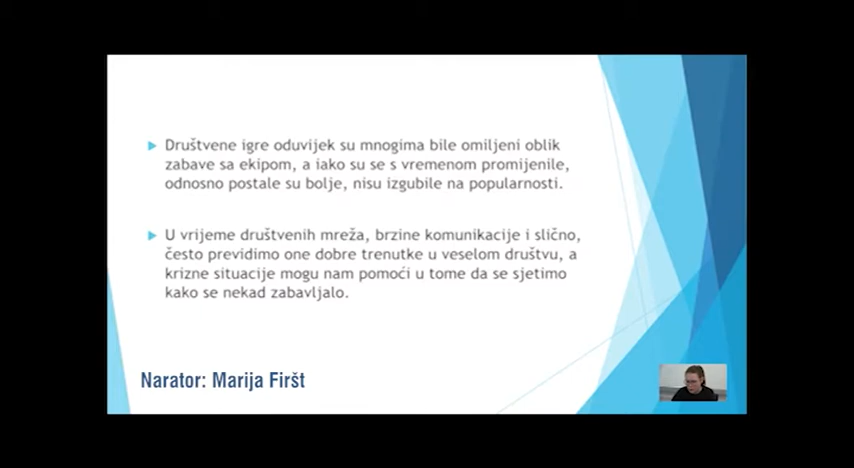 Društvene igre oduvijek su mnogima bile omiljeni oblik
zabave sa ekipom, a iako su se s vremenom promijenile,
odnosno postale su bolje, nisu izgubile na popularnosti.
U vrijeme društvenih mreža, brzine komunikacije i slično,
često previdimo one dobre trenutke u veselom društvu, a
krizne situacije mogu nam pomoći u tome da se sjetimo
kako se nekad zabavljalo.
Narator: Marija Firšt